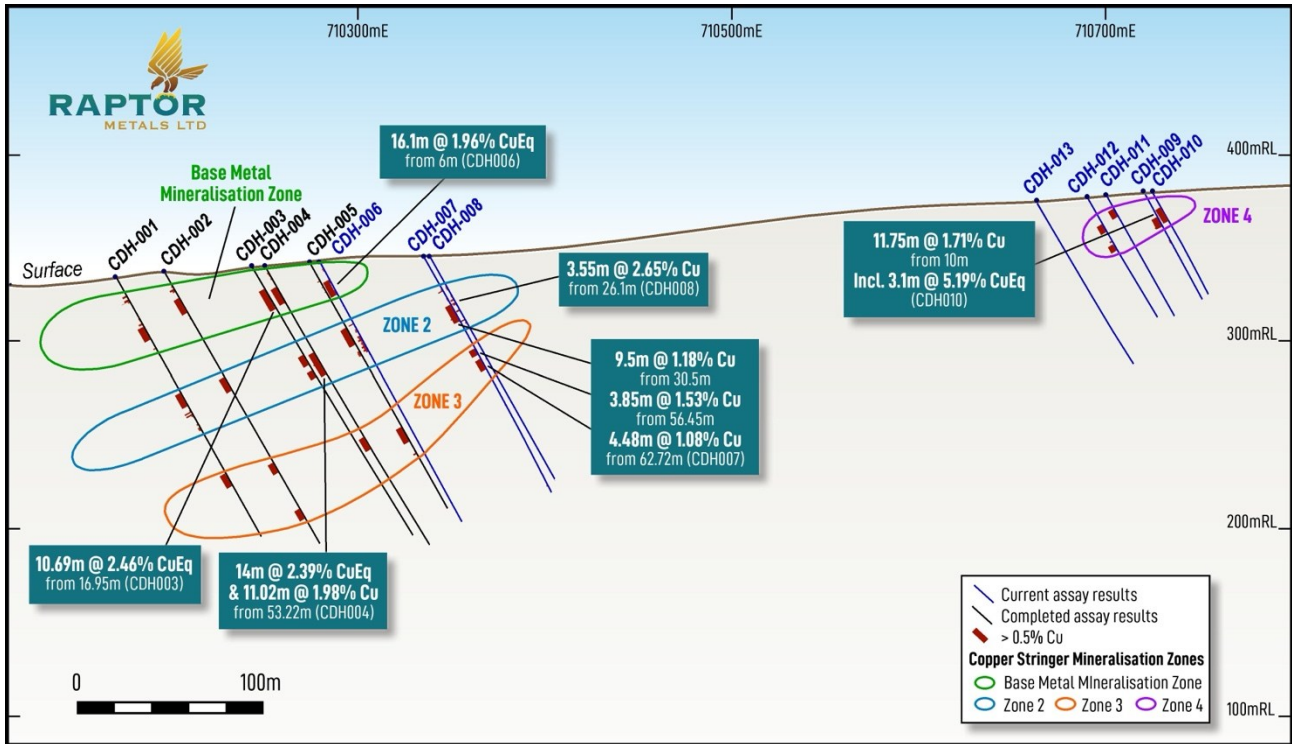 710300mE
710500mE
710700mE
RAPTOR
METALS LTD
400mRL
300mRL
200mRL
100mRL
Base Metal
Mineralisation Zone
16.1m @ 1.96% CuEq
from 6m (CDH006)
Surface
CDH-001
CDH-002
CDH-003
CDH-004
CDH-005
CDH-006
CDH-007
CDH-008
CDH-013
CDH-012
CDH-011
CDH-009
CDH-010
ZONE 4
11.75m @ 1.71% Cu
from 10m
Incl. 3.1m @ 5.19% CuEq
(CDH010)
3.55m @ 2.65% Cu
from 26.1m (CDH008)
ZONE 2
9.5m @ 1.18% Cu
from 30.5m
3.85m @ 1.53% Cu
from 56.45m
4.48m @ 1.08% Cu
from 62.72m (CDH007)
ZONE 3
10.69m @ 2.46% CuEq
from 16.95m (CDH003)
14m @ 2.39% CuEq
& 11.02m @ 1.98% Cu
from 53.22m (CDH004)
0 100m
Current assay results
Completed assay results
> 0.5% Cu
Copper Stringer Mineralisation Zones
Base Metal MIneralisation Zone
Zone 2 Zone 3 Zone 4